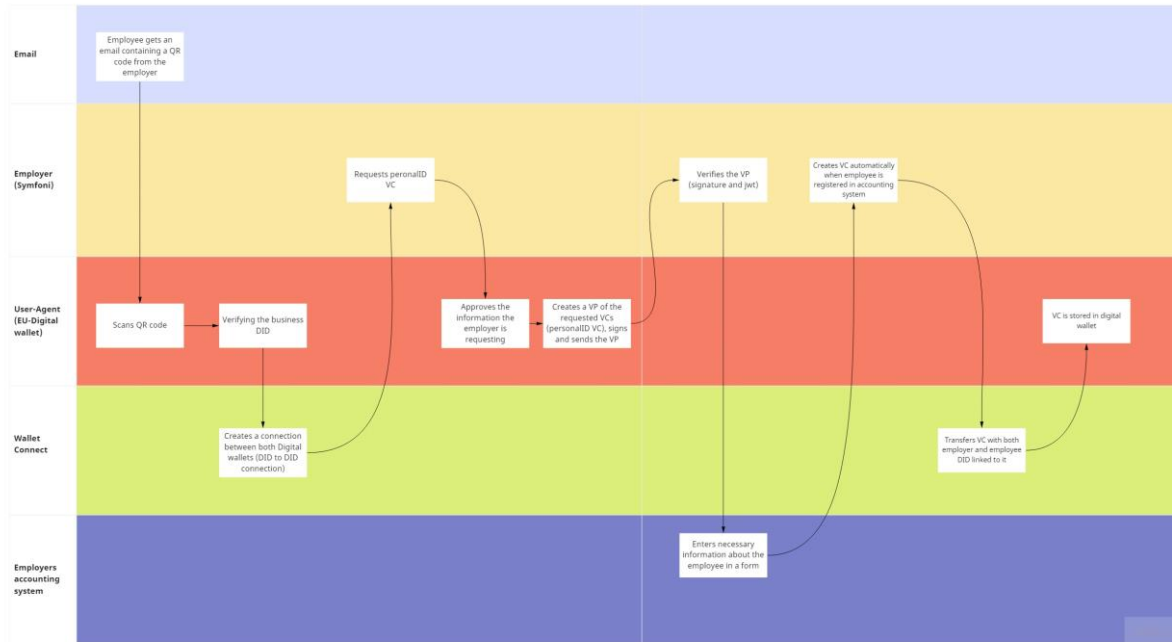 Email
Employee gets an
email containing a QR
code from the
employer
Employer
(Symfoni)
Requests peronalID
VC
Verifies the VP
(signature and jwt)
Creates VC automatically
when employee is
registered in accounting
system
User-Agent
(EU-Digital
wallet)
Scans QR code
Verifying the business
DID
Approves the
information the
employer is
requesting
Creates a VP of the
requested VCs
(personalID VC), signs
and sends the VP
VC is stored in digital
wallet
Wallet
Connect
Creates a connection
between both Digital
wallets (DID to DID
connection)
Transfers VC with both
employer and employee
DID linked to it
Employers
accounting
system
Enters necessary
information about the
employee in a form